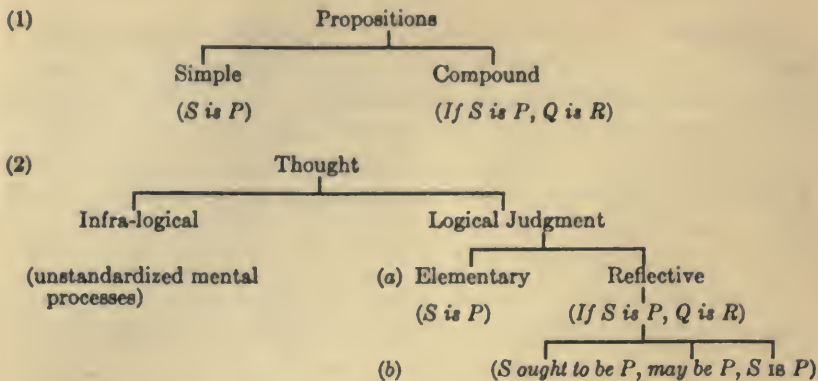 (1) Propositions
Simple Compound
(S is P) (If S is P, Q is R)
(2) Thought
Infra-logical Logical Judgment
(unstandardized mental (a) Elementary Reflective
processes)
(S is P) (If S is P, Q is R)
(b) (S ought to be P, may be P, S IS P)